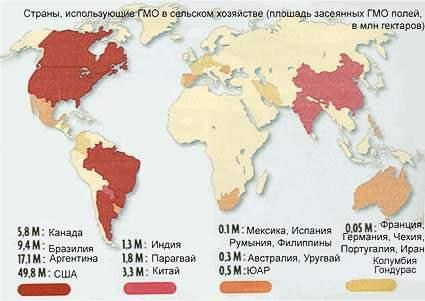 Страны, использующие ГМО в сельском хозяйстве (плошадь засеянных ГМО полей,
в млн гектаров)
5,8 М: Канада
9,4 М: Бразилия
17,1 М: Аргентина
49,8 М: США
1,3 М: Индия
1,8 М: Парагвай
3,3 М: Китай
0.1 М: Мексика, Испания
Румыния, Филиппины
0,3 М: Австралия, Уругвай
0,5 М: ЮАР
0,05 М: Франция,
Германия, Чехия,
Португалия, Иран
Колумбия
Гондурас